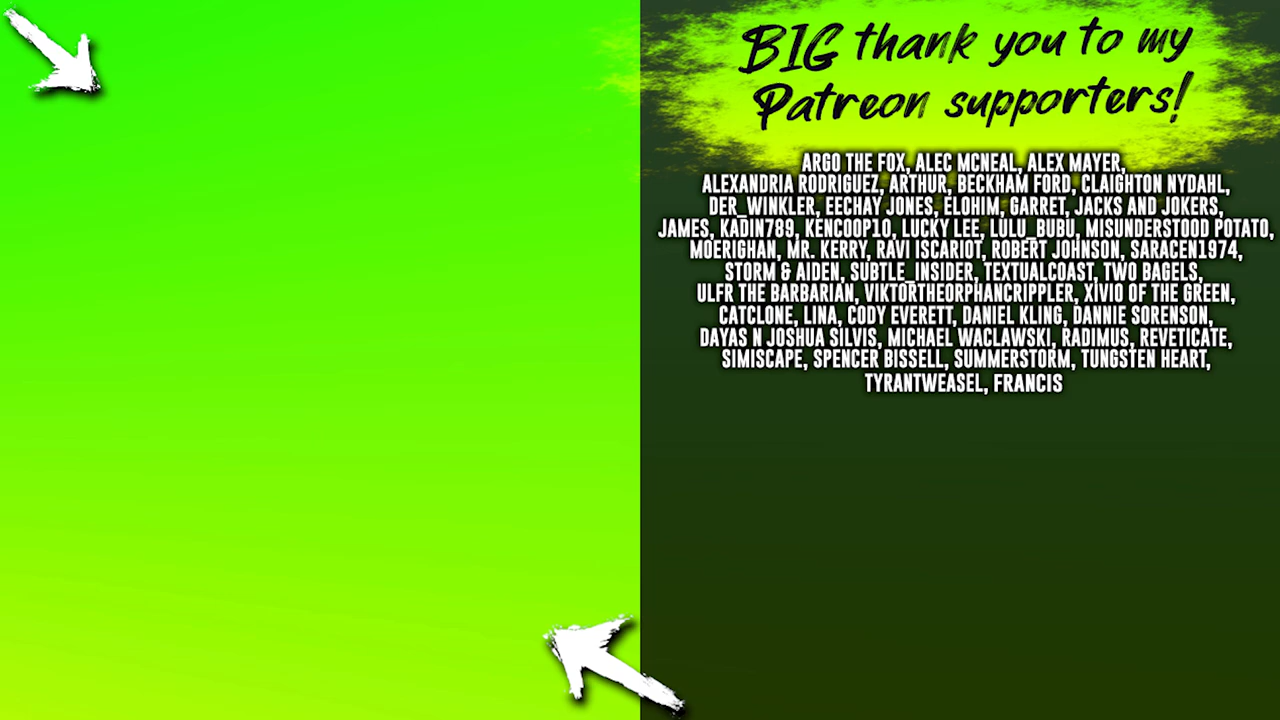 BIG thank you to my
Patreon supporters!
ARGO THE FOX, ALEC MCNEAL, ALEX MAYER,
ALEXANDRIA RODRIGUEZ, ARTHUR, BECKHAM FORD, CLAIGHTON NYDAHL,
DER_WINKLER, EECHAY JONES, ELOHIM, GARRET, JACKS AND JOKERS,
JAMES, KADIN789, KENCOOP10, LUCKY LEE, LULU_BUBU, MISUNDERSTOOD POTATO,
MOERIGHAN, MR. KERRY, RAVI ISCARIOT, ROBERT JOHNSON, SARACEN1974,
STORM & AIDEN, SUBTLE_INSIDER, TEXTUALCOAST, TWO BAGELS,
ULFR THE BARBARIAN, VIKTORTHEORPHANCRIPPLER, XIVIO OF THE GREEN,
CATCLONE, LINA, CODY EVERETT, DANIEL KLING, DANNIE SORENSON,
DAYAS N JOSHUA SILVIS, MICHAEL WACLAWSKI, RADIMUS, REVETICATE,
SIMISCAPE, SPENCER BISSELL, SUMMERSTORM, TUNGSTEN HEART,
TYRANTWEASEL, FRANCIS